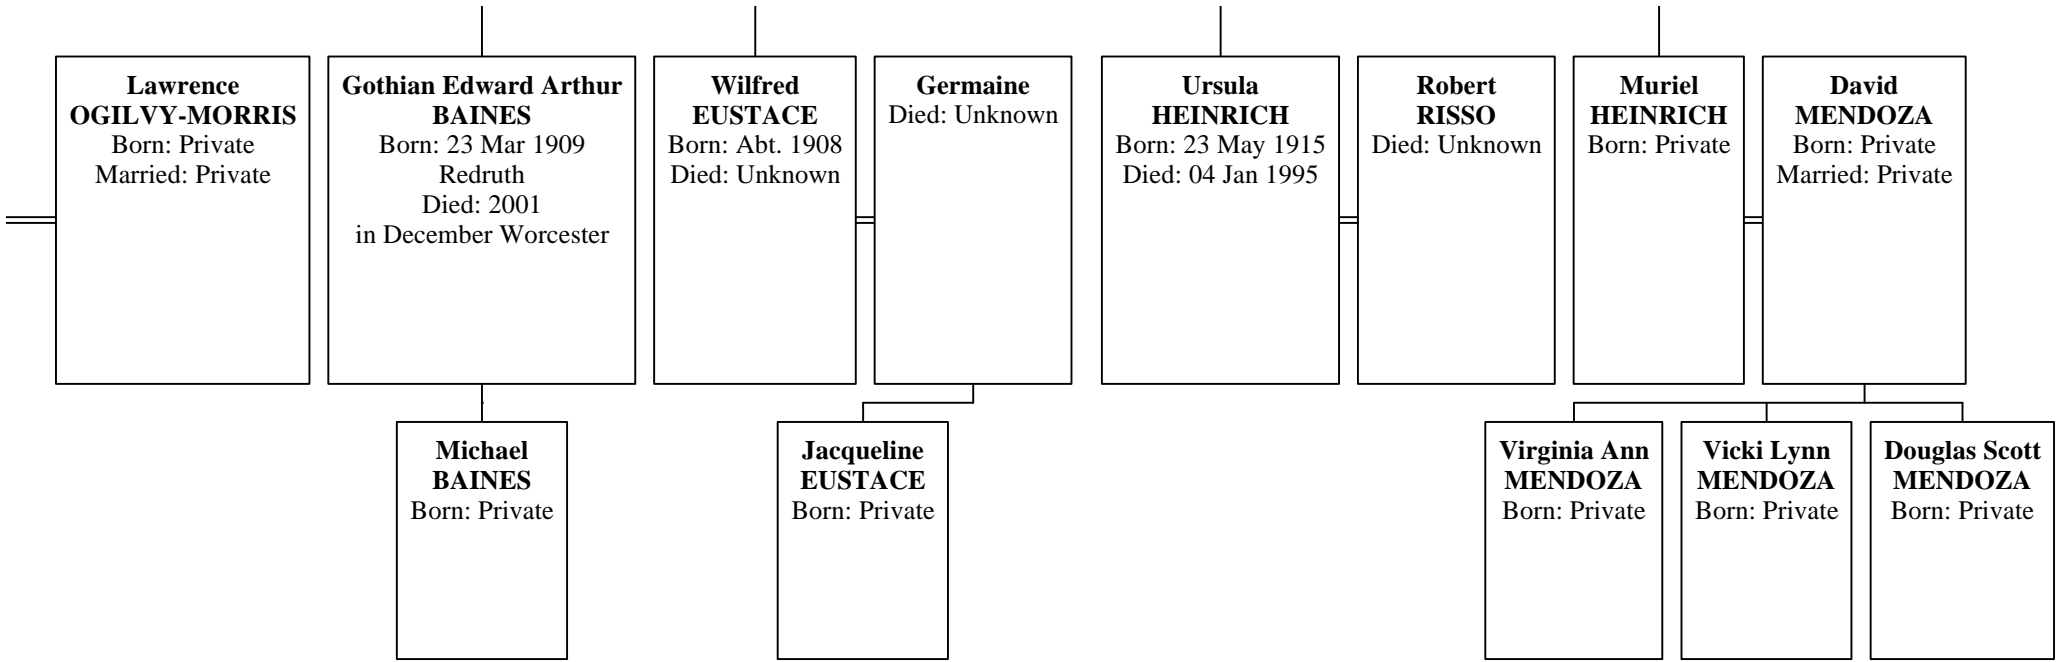 Lawrence
OGILVY-MORRIS
Born: Private
Married: Private
Gothian Edward Arthur
BAINES
Born: 23 Mar 1909
Redruth
Died: 2001
in December Worcester
Wilfred
EUSTACE
Born: Abt. 1908
Died: Unknown
Germaine
Died: Unknown
Ursula
HEINRICH
Born: 23 May 1915
Died: 04 Jan 1995
Robert
RISSO
Died: Unknown
Muriel
HEINRICH
Born: Private
David
MENDOZA
Born: Private
Married: Private
Michael
BAINES
Born: Private
Jacqueline
EUSTACE
Born: Private
Virginia Ann
MENDOZA
Born: Private
Vicki Lynn
MENDOZA
Born: Private
Douglas Scott
MENDOZA
Born: Private